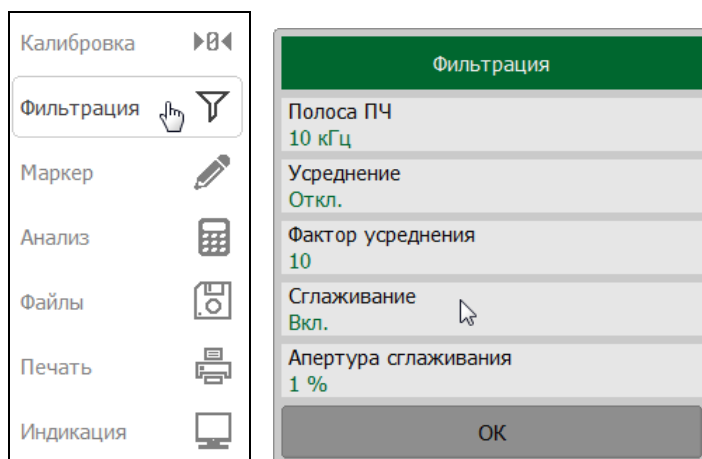 Калибровка
Фильтрация
Маркер
Анализ
Файлы
Печать
Индикация
Фильтрация
Полоса ПЧ
10 кГц
Усреднение
Откл.
Фактор усреднения
10
Сглаживание
Вкл.
Апертура сглаживания
1 %
ОК